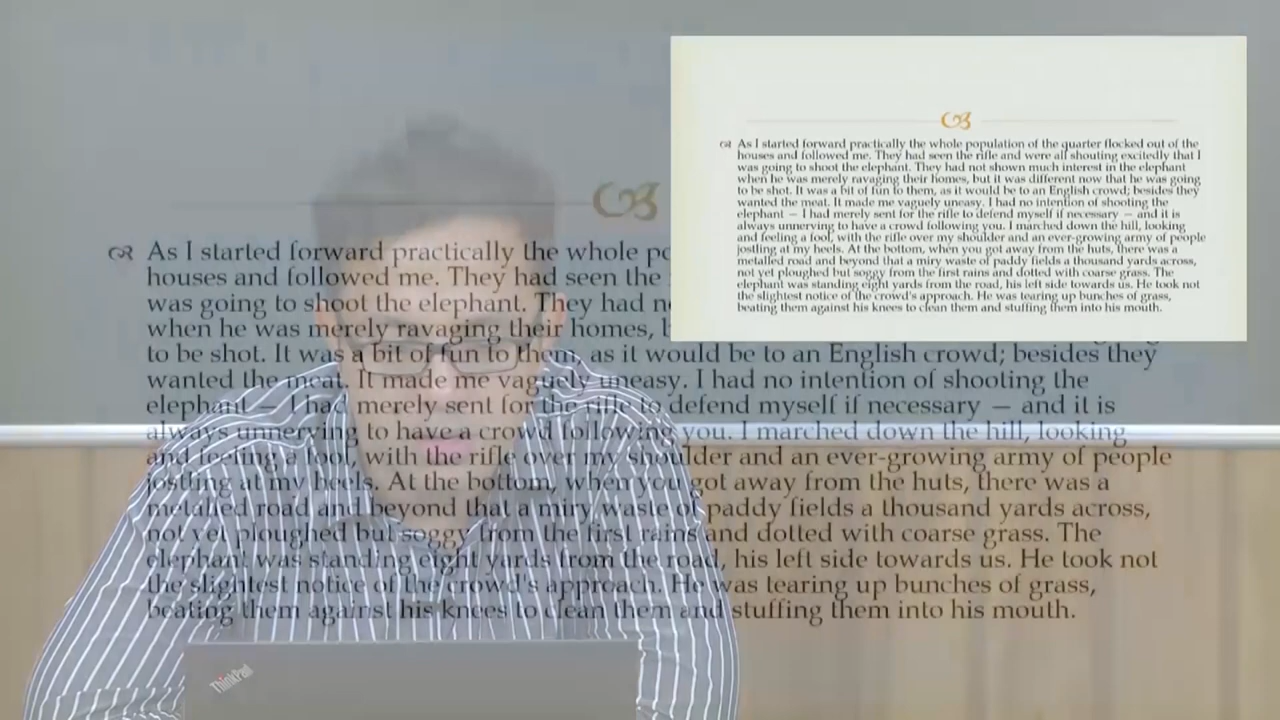 As I started forward practically the whole population of the quarter flocked out of the
houses and followed me. They had seen the rifle and were all shouting excitedly that I
was going to shoot the elephant. They had not shown much interest in the elephant
when he was merely ravaging their homes, but it was different now that he was going
to be shot. It was a bit of fun to them, as it would be to an English crowd; besides they
wanted the meat. It made me vaguely uneasy. I had no intention of shooting the
elephant — I had merely sent for the rifle to defend myself if necessary — and it is
always unnerving to have a crowd following you. I marched down the hill, looking
and feeling a fool, with the rifle over my shoulder and an ever-growing army of people
jostling at my heels. At the bottom, when you got away from the huts, there was a
metalled road and beyond that a miry waste of paddy fields a thousand yards across,
not yet ploughed but soggy from the first rains and dotted with coarse grass. The
elephant was standing eight yards from the road, his left side towards us. He took not
the slightest notice of the crowd's approach. He was tearing up bunches of grass,
beating them against his knees to clean them and stuffing them into his mouth.
As I started forward practically the whole po
houses and followed me. They had seen the
was going to shoot the elephant. They had no
when he was merely ravaging their homes, b
to be shot. It was a bit of fun to them, as it would be to an English crowd; besides they
wanted the meat. It made me vaguely uneasy. I had no intention of shooting the
elephant — I had merely sent for the rifle to defend myself if necessary — and it is
always unnerving to have a crowd following you. I marched down the hill, looking
and feeling a fool, with the rifle over my shoulder and an ever-growing army of people
jostling at my heels. At the bottom, when you got away from the huts, there was a
metalled road and beyond that a miry waste of paddy fields a thousand yards across,
not yet ploughed but soggy from the first rains and dotted with coarse grass. The
elephant was standing eight yards from the road, his left side towards us. He took not
the slightest notice of the crowd's approach. He was tearing up bunches of grass,
beating them against his knees to clean them and stuffing them into his mouth.
ThinkPad